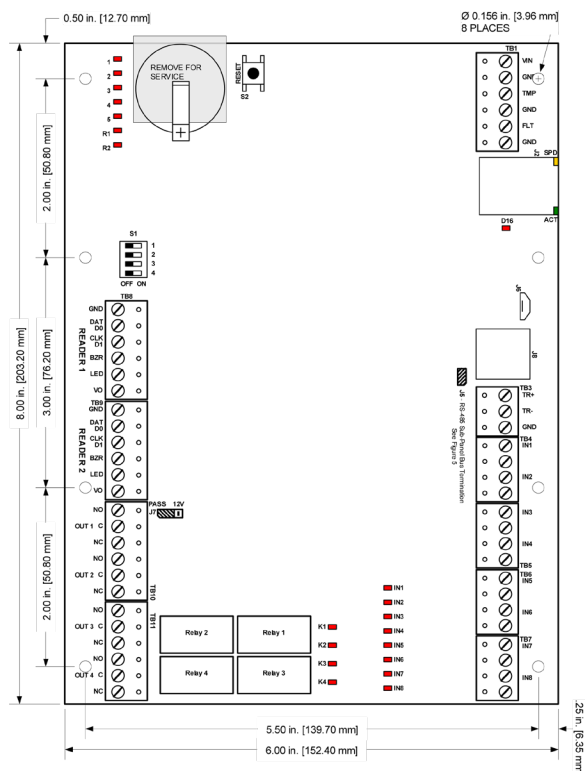 0.50 in. [12.70 mm]
Ø 0.156 in. [3.96 mm]
8 PLACES
1
2
3
4
5
R1
R2
REMOVE FOR
SERVICE
RESET
S2
TB1
VIN
GND
TMP
GND
FLT
GND
J2
SPD
ACT
D16
2.00 in. [50.80 mm]
S1
1
2
3
4
OFF ON
8.00 in. [203.20 mm]
3.00 in. [76.20 mm]
READER 1
TB8
GND
DAT
D0
CLK
D1
BZR
LED
VO
READER 2
TB9
GND
DAT
D0
CLK
D1
BZR
LED
VO
J5
J8
J6 - RS-485 Sub-Panel Bus Termination
See Figure 5
TB3
TR+
TR-
GND
TB4
IN1
IN2
IN3
IN4
TB5
TB6
IN5
IN6
TB7
IN7
IN8
PASS 12V
J7
NO
OUT 1 C
NC
NO
OUT 2 C
NC
TB10
TB11
NO
OUT 3 C
NC
NO
OUT 4 C
NC
2.00 in. [50.80 mm]
Relay 2
Relay 1
Relay 4
Relay 3
K1
K2
K3
K4
IN1
IN2
IN3
IN4
IN5
IN6
IN7
IN8
5.50 in. [139.70 mm]
6.00 in. [152.40 mm]
.25 in. [6.35 mm